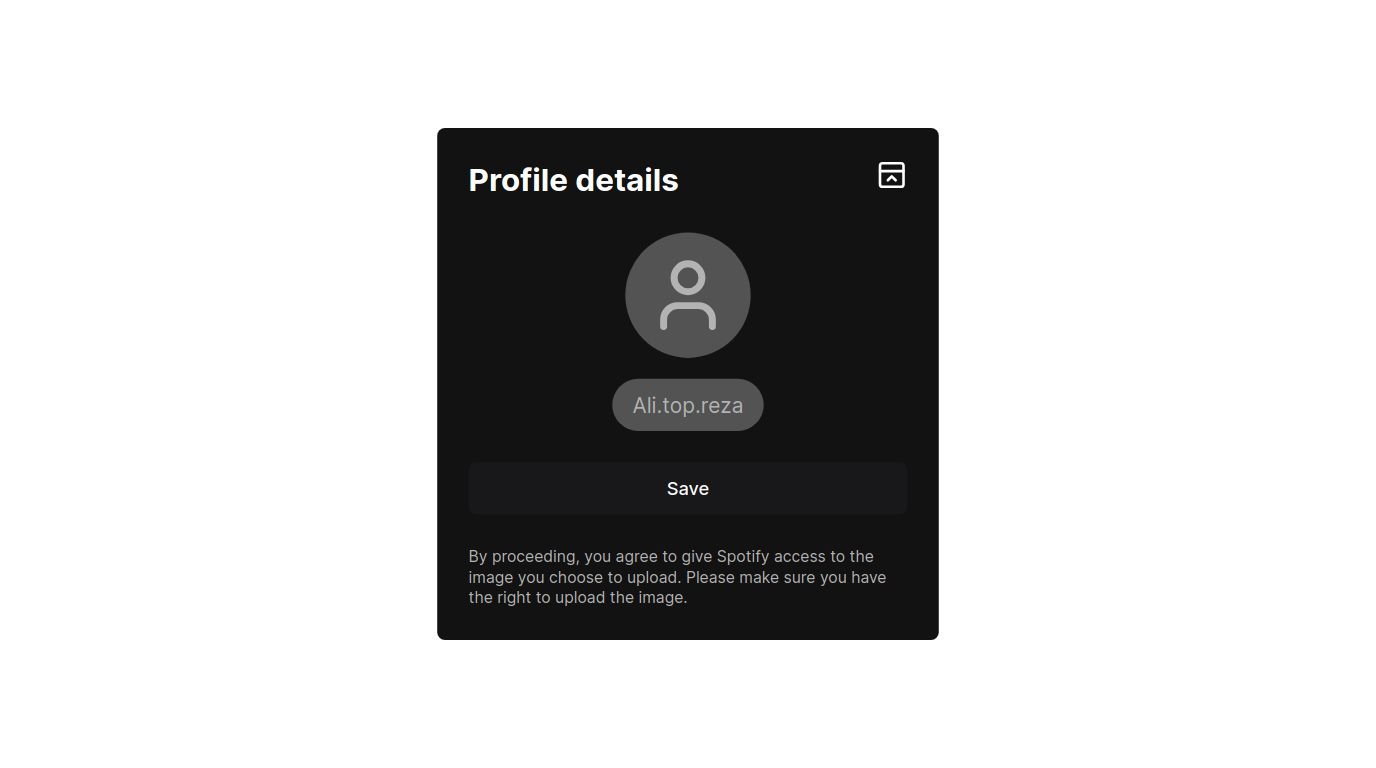 Profile details
Ali.top.reza
Save
By proceeding, you agree to give Spotify access to the
image you choose to upload. Please make sure you have
the right to upload the image.